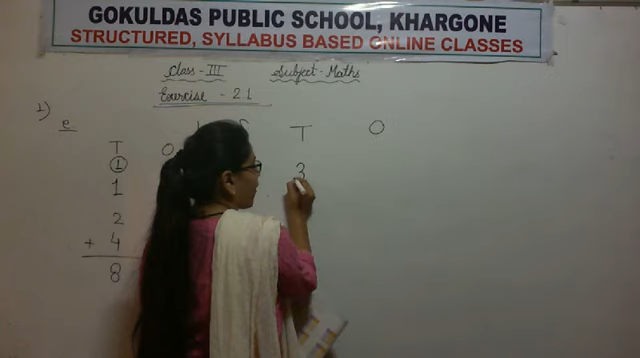 GOKULDAS PUBLIC SCHOOL, KHARGONE
STRUCTURED, SYLLABUS BASED ONLINE CLASSES
Class - III Subject - Maths
Exercise - 21
1)
e T O T O
1 3
1
2
+ 4
8